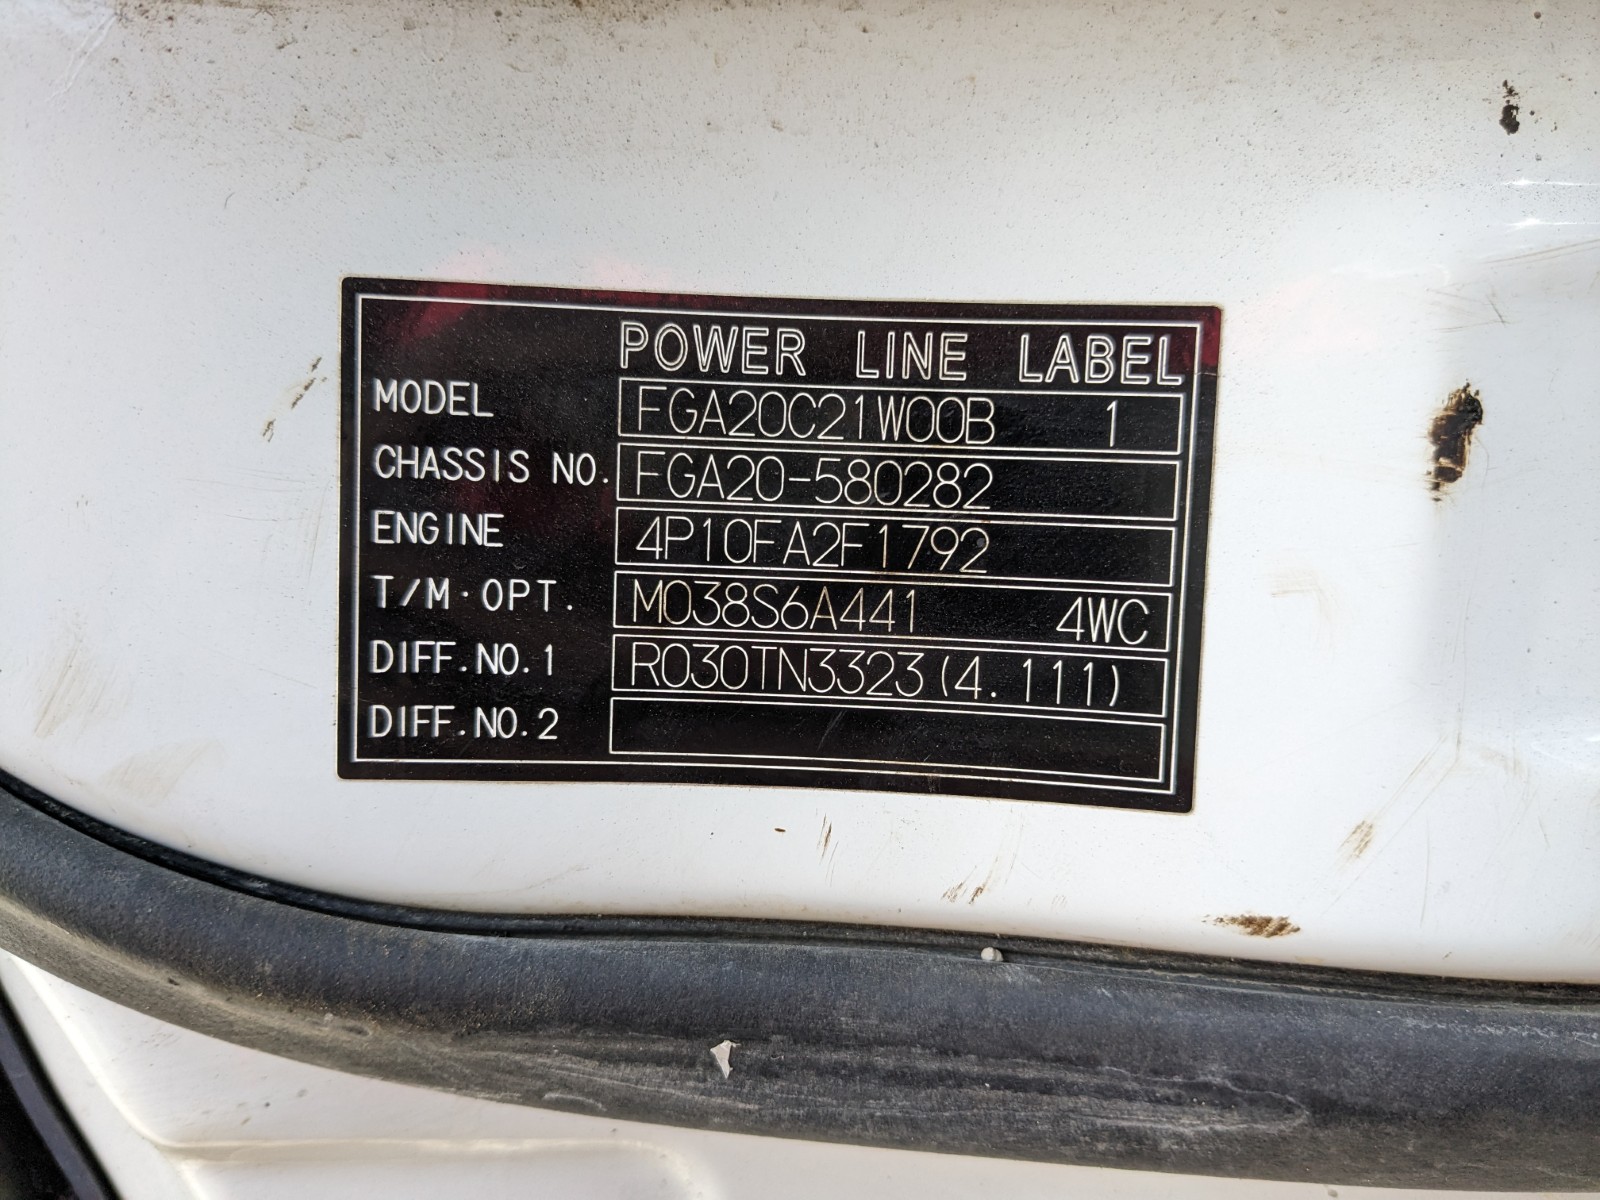 POWER LINE LABEL
MODEL FGA20C21W00B 1
CHASSIS NO. FGA20-580282
ENGINE 4P10FA2F1792
T/M·OPT. M038S6A441 4WC
DIFF.NO.1 R030TN3323(4.111)
DIFF.NO.2